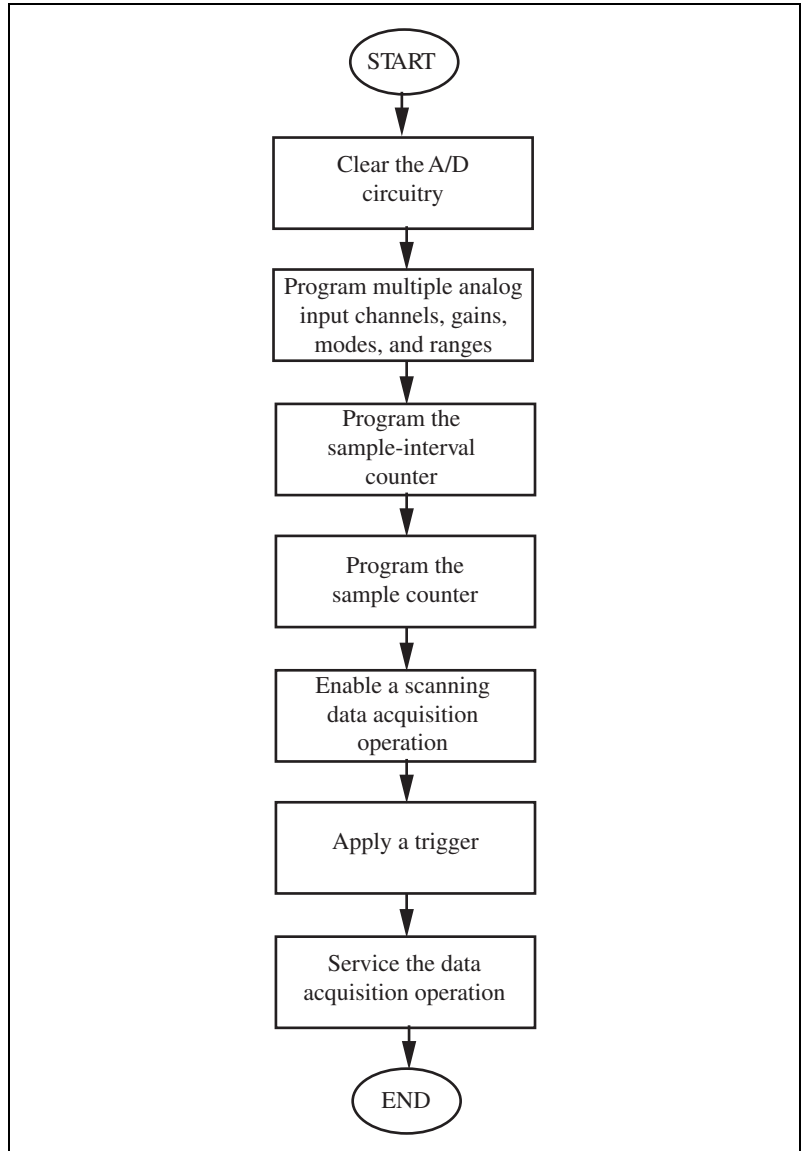 START
Clear the A/D
circuitry
Program multiple analog
input channels, gains,
modes, and ranges
Program the
sample-interval
counter
Program the
sample counter
Enable a scanning
data acquisition
operation
Apply a trigger
Service the data
acquisition operation
END